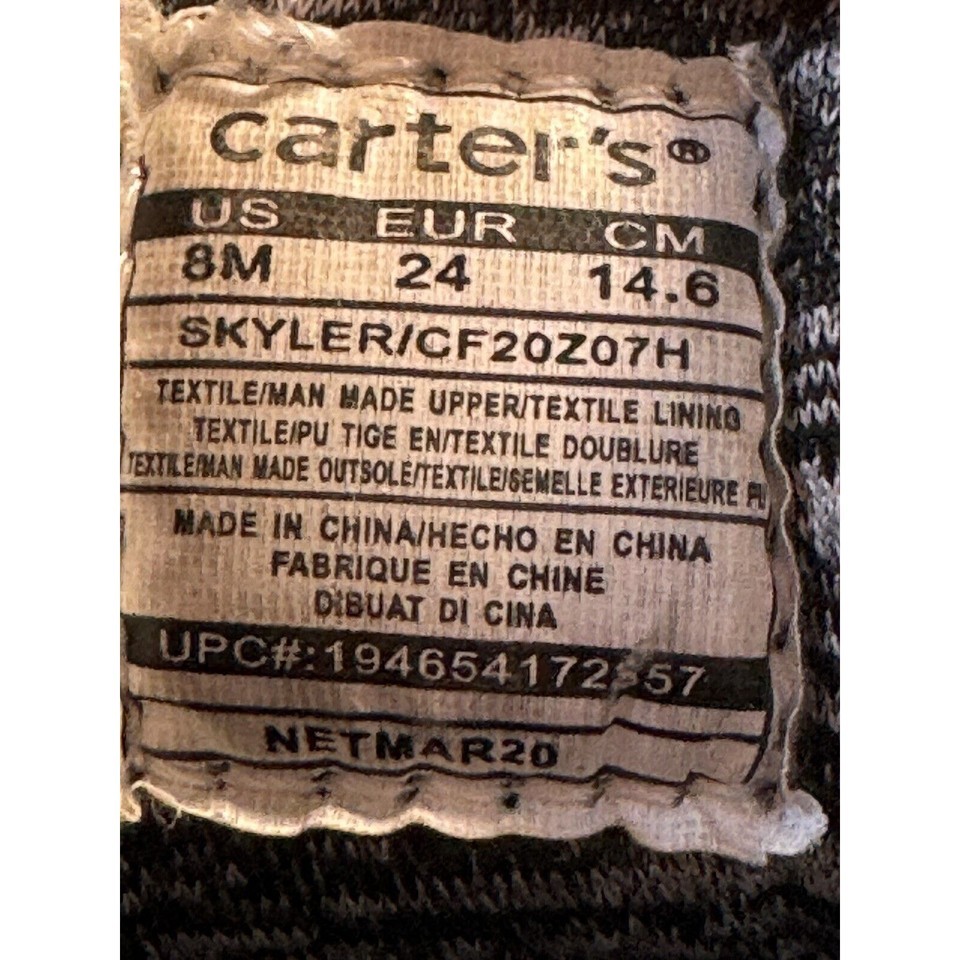 carter's®
US EUR CM
8M 24 14.6
SKYLER/CF20Z07H
TEXTILE/MAN MADE UPPER/TEXTILE LINING
TEXTILE/PU TIGE EN/TEXTILE DOUBLURE
TEXTILE/MAN MADE OUTSOLE/TEXTILE/SEMELLE EXTERIEURE
MADE IN CHINA/HECHO EN CHINA
FABRIQUE EN CHINE
DIBUAT DI CINA
UPC#:
NETMAR20